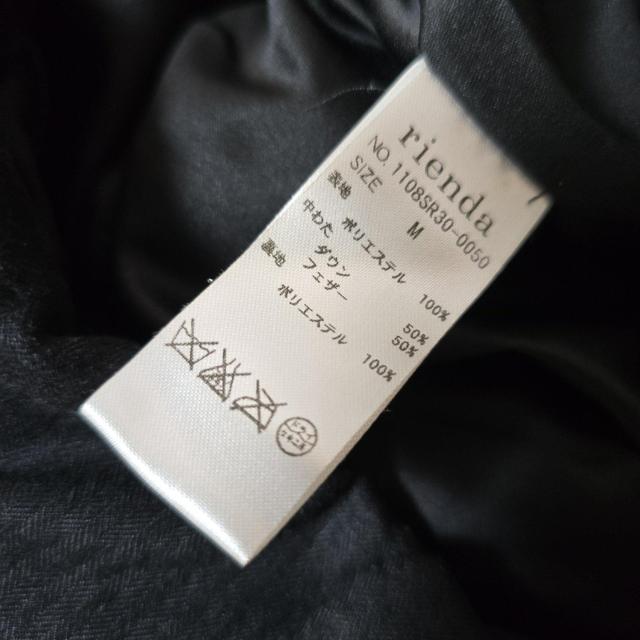 rienda
NO.1108SR30-0050
SIZE M
表地 ポリエステル 100%
中わた ダウン 50%
フェザー 50%
裏地 ポリエステル 100%